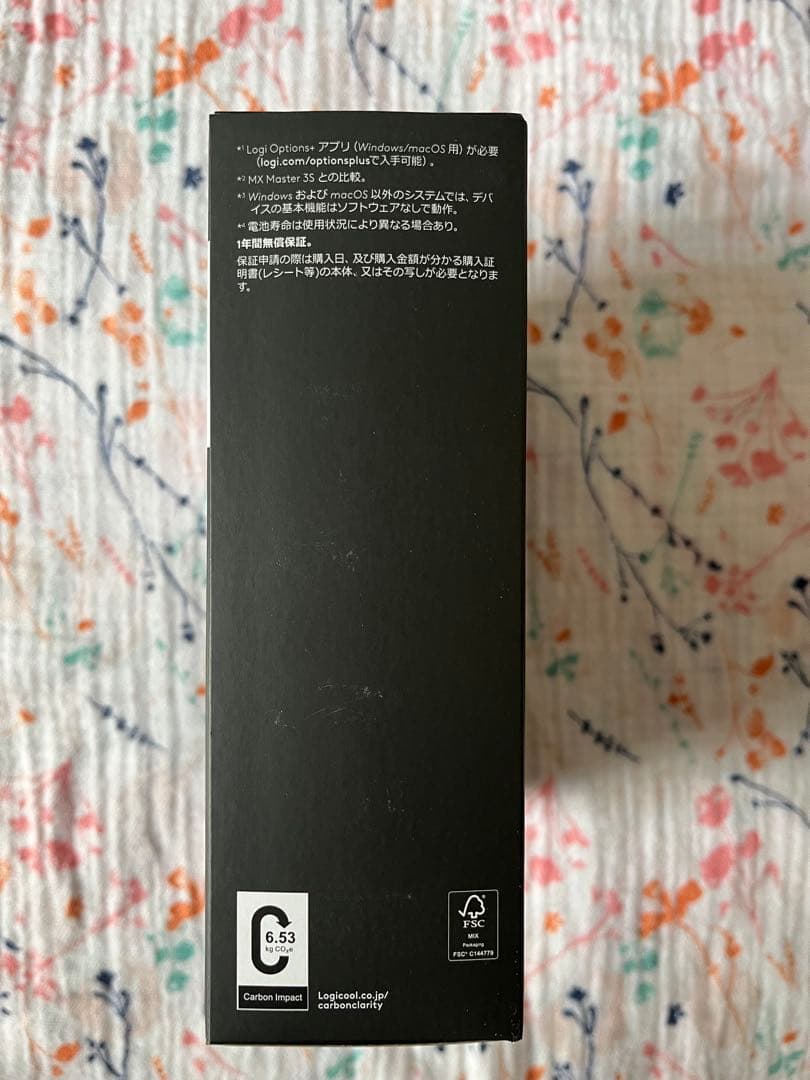 *¹ Logi Options+ アプリ（Windows/macOS 用）が必要
（logi.com/optionsplusで入手可能）。
*² MX Master 3S との比較。
*³ Windows および macOS 以外のシステムでは、デバ
イスの基本機能はソフトウェアなしで動作。
*⁴ 電池寿命は使用状況により異なる場合あり。
1年間無償保証。
保証申請の際は購入日、及び購入金額が分かる購入証
明書(レシート等)の本体、又はその写しが必要となりま
す。
6.53
kg CO₂e
Carbon Impact
Logicool.co.jp/
carbonclarity
FSC
MIX
Packaging
FSC® C144779